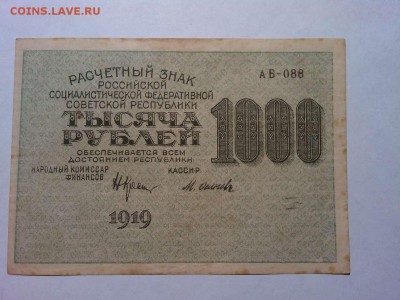 COINS.LAVE.RU
РАСЧЕТНЫЙ ЗНАК
РОССИЙСКОЙ
СОЦИАЛИСТИЧЕСКОЙ ФЕДЕРАТИВНОЙ
СОВЕТСКОЙ РЕСПУБЛИКИ
АБ-088
ТЫСЯЧА
РУБЛЕЙ
1000
ОБЕСПЕЧИВАЕТСЯ ВСЕМ
ДОСТОЯНИЕМ РЕСПУБЛИКИ
НАРОДНЫЙ КОМИССАР
ФИНАНСОВ
КАССИР
1919